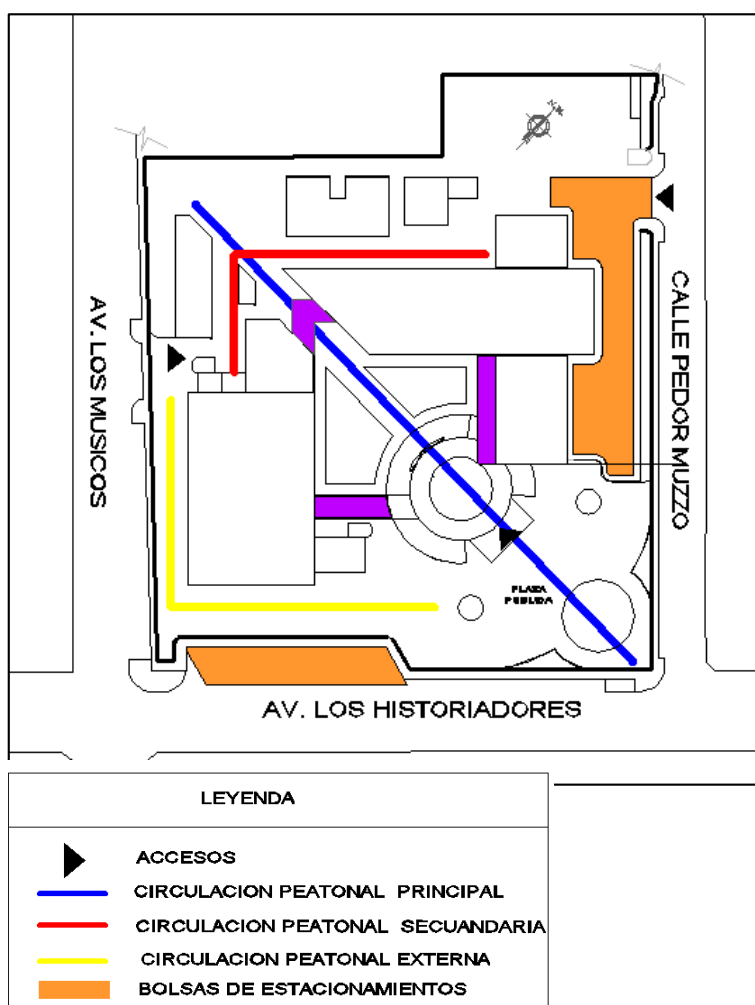 AV. LOS MUSICOS
CALLE PEDOR MUZZO
PLAZA
PUBLICA
AV. LOS HISTORIADORES
LEYENDA
ACCESOS
CIRCULACION PEATONAL PRINCIPAL
CIRCULACION PEATONAL SECUANDARIA
CIRCULACION PEATONAL EXTERNA
BOLSAS DE ESTACIONAMIENTOS